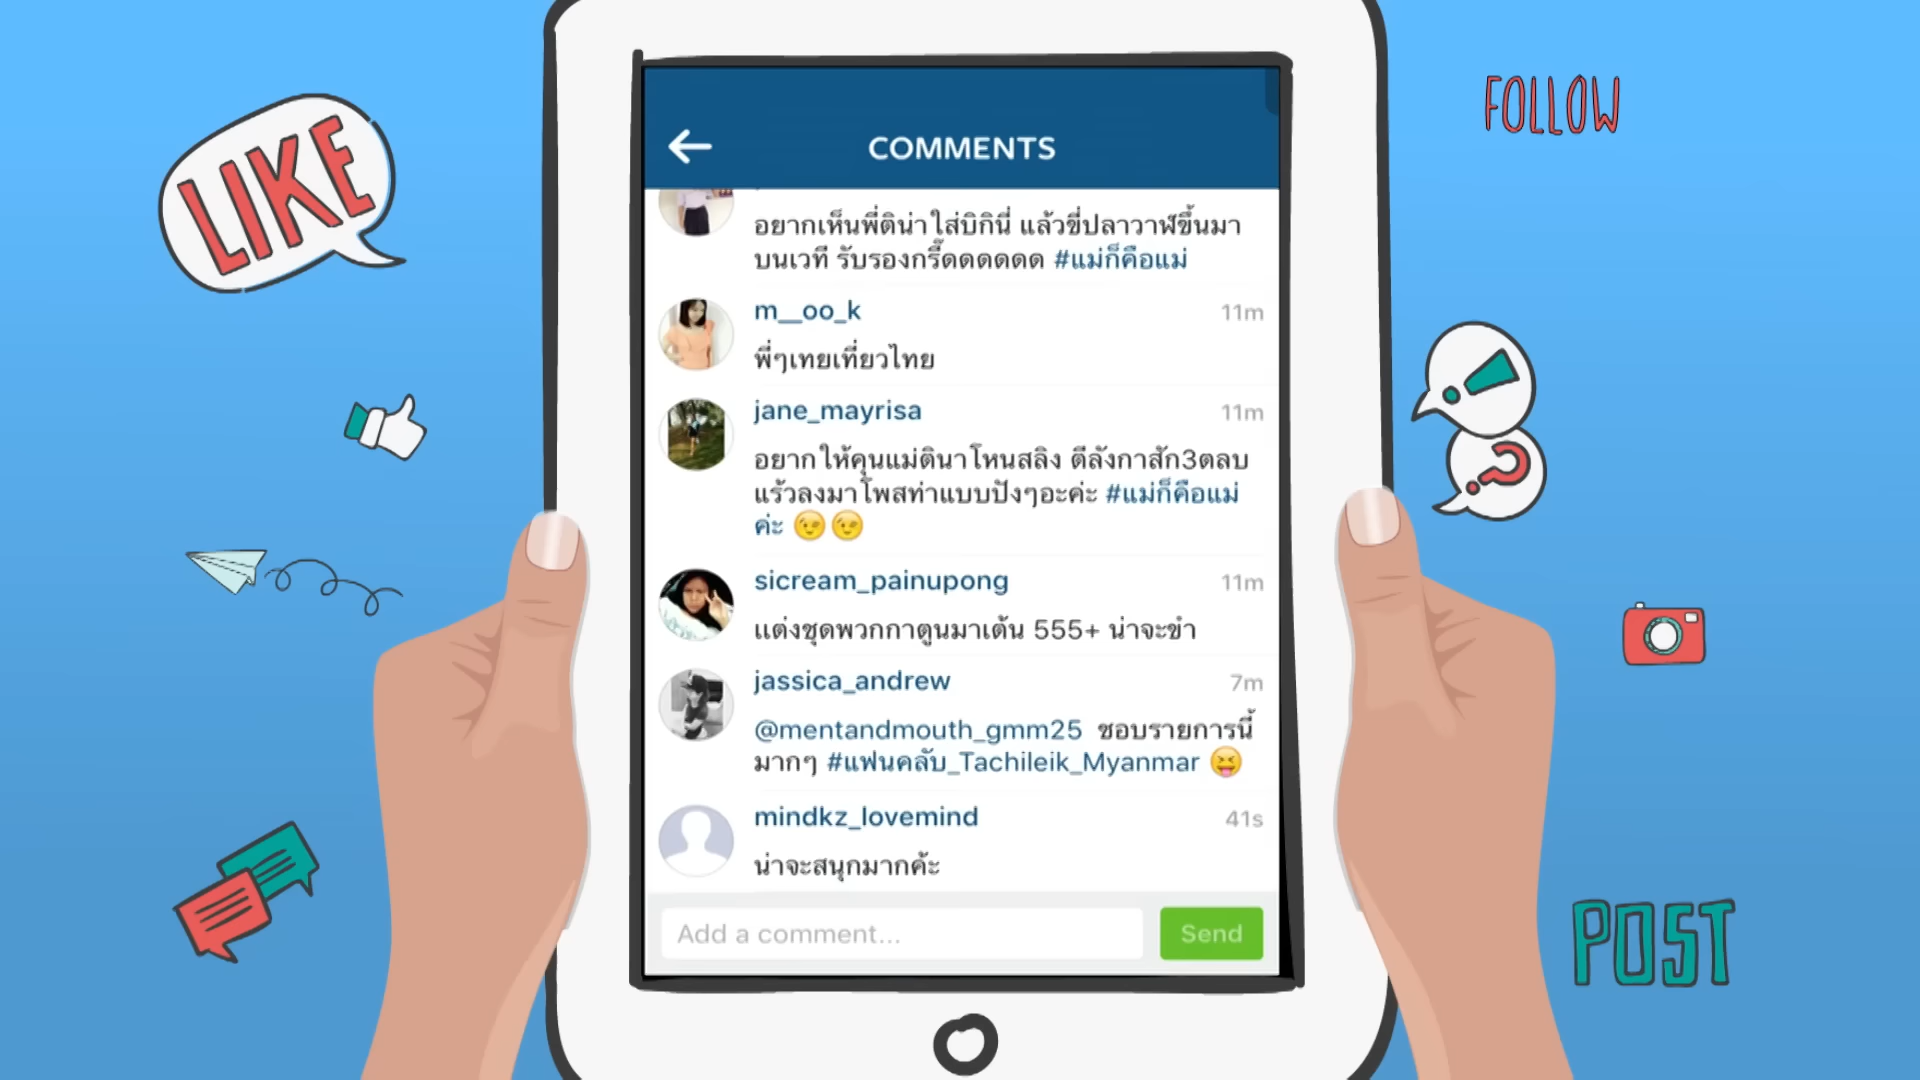 LIKE
FOLLOW
COMMENTS
อยากเห็นพี่ติน่าใส่บิกินี่ แล้วขี่ปลาวาฬขึ้นมา
บนเวที รับรองกรี๊ดดดดดด #แม่ก็คือแม่
m__oo_k 11m
พี่ๆเทยเที่ยวไทย
jane_mayrisa 11m
อยากให้คุนแม่ตินาโหนสลิง ตีลังกาสัก3ตลบ
แร้วลงมาโพสท่าแบบปังๆอะค่ะ #แม่ก็คือแม่
ค่ะ 😉😉
sicream_painupong 11m
แต่งชุดพวกกาตูนมาเต้น 555+ น่าจะขำ
jassica_andrew 7m
@mentandmouth_gmm25 ชอบรายการนี้
มากๆ #แฟนคลับ_Tachileik_Myanmar 😝
mindkz_lovemind 41s
น่าจะสนุกมากค้ะ
Add a comment...
Send
POST